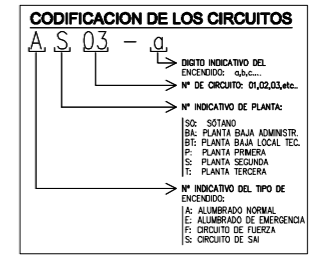 CODIFICACION DE LOS CIRCUITOS
A S 03 - a
DIGITO INDICATIVO DEL
ENCENDIDO: a,b,c....
Nº DE CIRCUITO: 01,02,03,etc..
Nº INDICATIVO DE PLANTA:
SO: SÓTANO
BA: PLANTA BAJA ADMINSTR.
BT: PLANTA BAJA LOCAL TEC.
P: PLANTA PRIMERA
S: PLANTA SEGUNDA
T: PLANTA TERCERA
Nº INDICATIVO DEL TIPO DE
ENCENDIDO:
A: ALUMBRADO NORMAL
E: ALUMBRADO DE EMERGENCIA
F: CIRCUITO DE FUERZA
S: CIRCUITO DE SAI